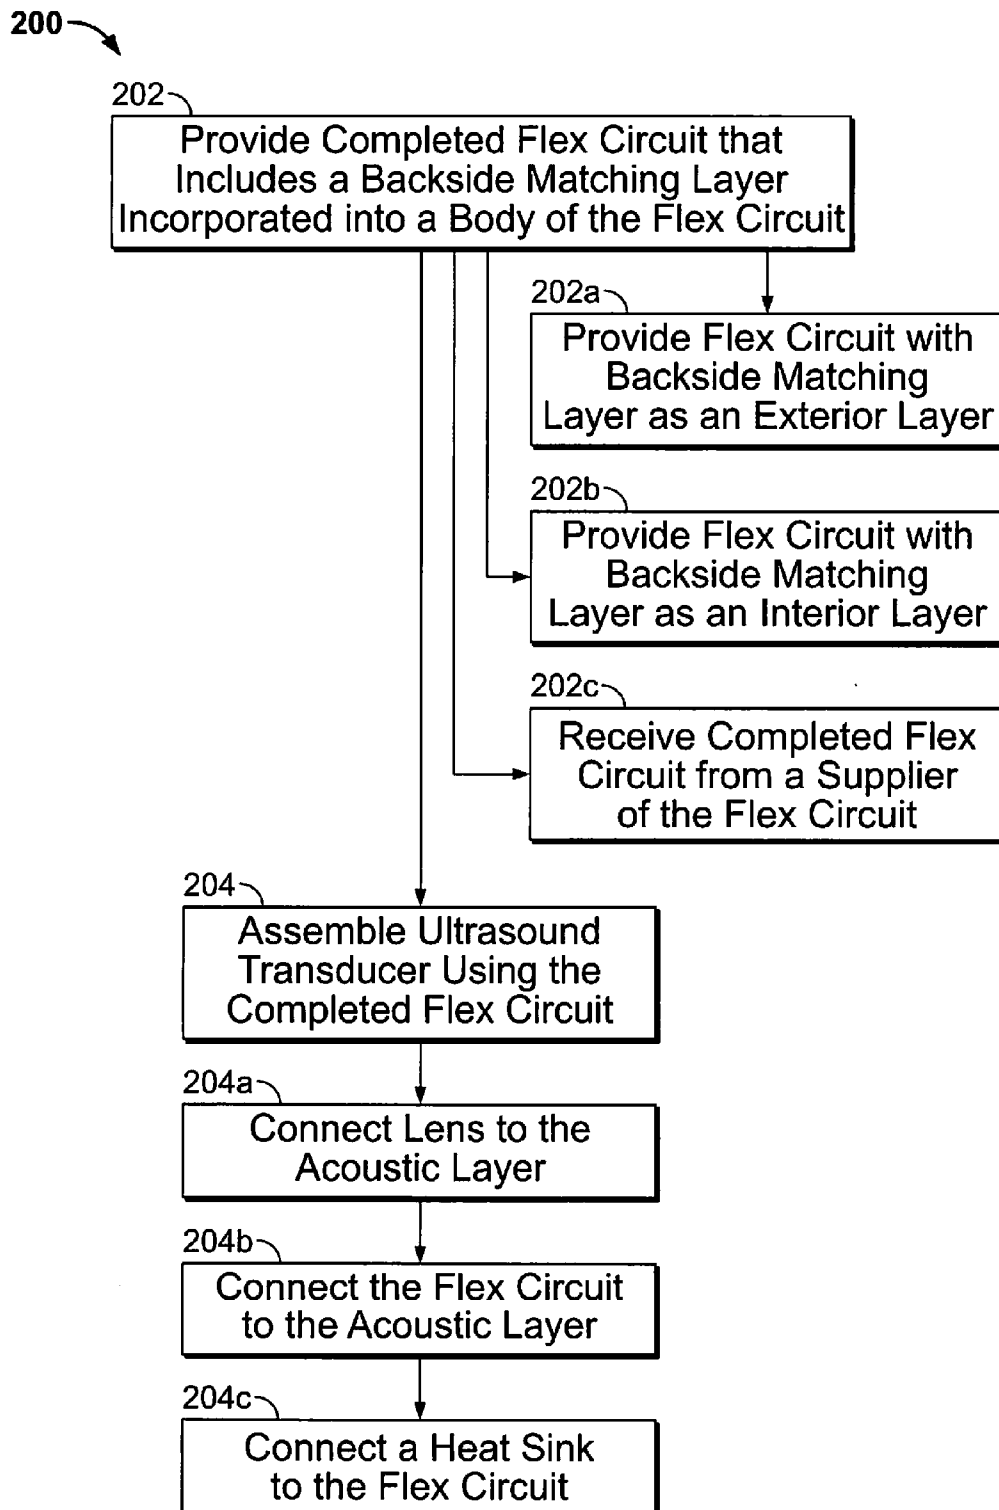 200
202
Provide Completed Flex Circuit that
Includes a Backside Matching Layer
Incorporated into a Body of the Flex Circuit
202a
Provide Flex Circuit with
Backside Matching
Layer as an Exterior Layer
202b
Provide Flex Circuit with
Backside Matching
Layer as an Interior Layer
202c
Receive Completed Flex
Circuit from a Supplier
of the Flex Circuit
204
Assemble Ultrasound
Transducer Using the
Completed Flex Circuit
204a
Connect Lens to the
Acoustic Layer
204b
Connect the Flex Circuit
to the Acoustic Layer
204c
Connect a Heat Sink
to the Flex Circuit